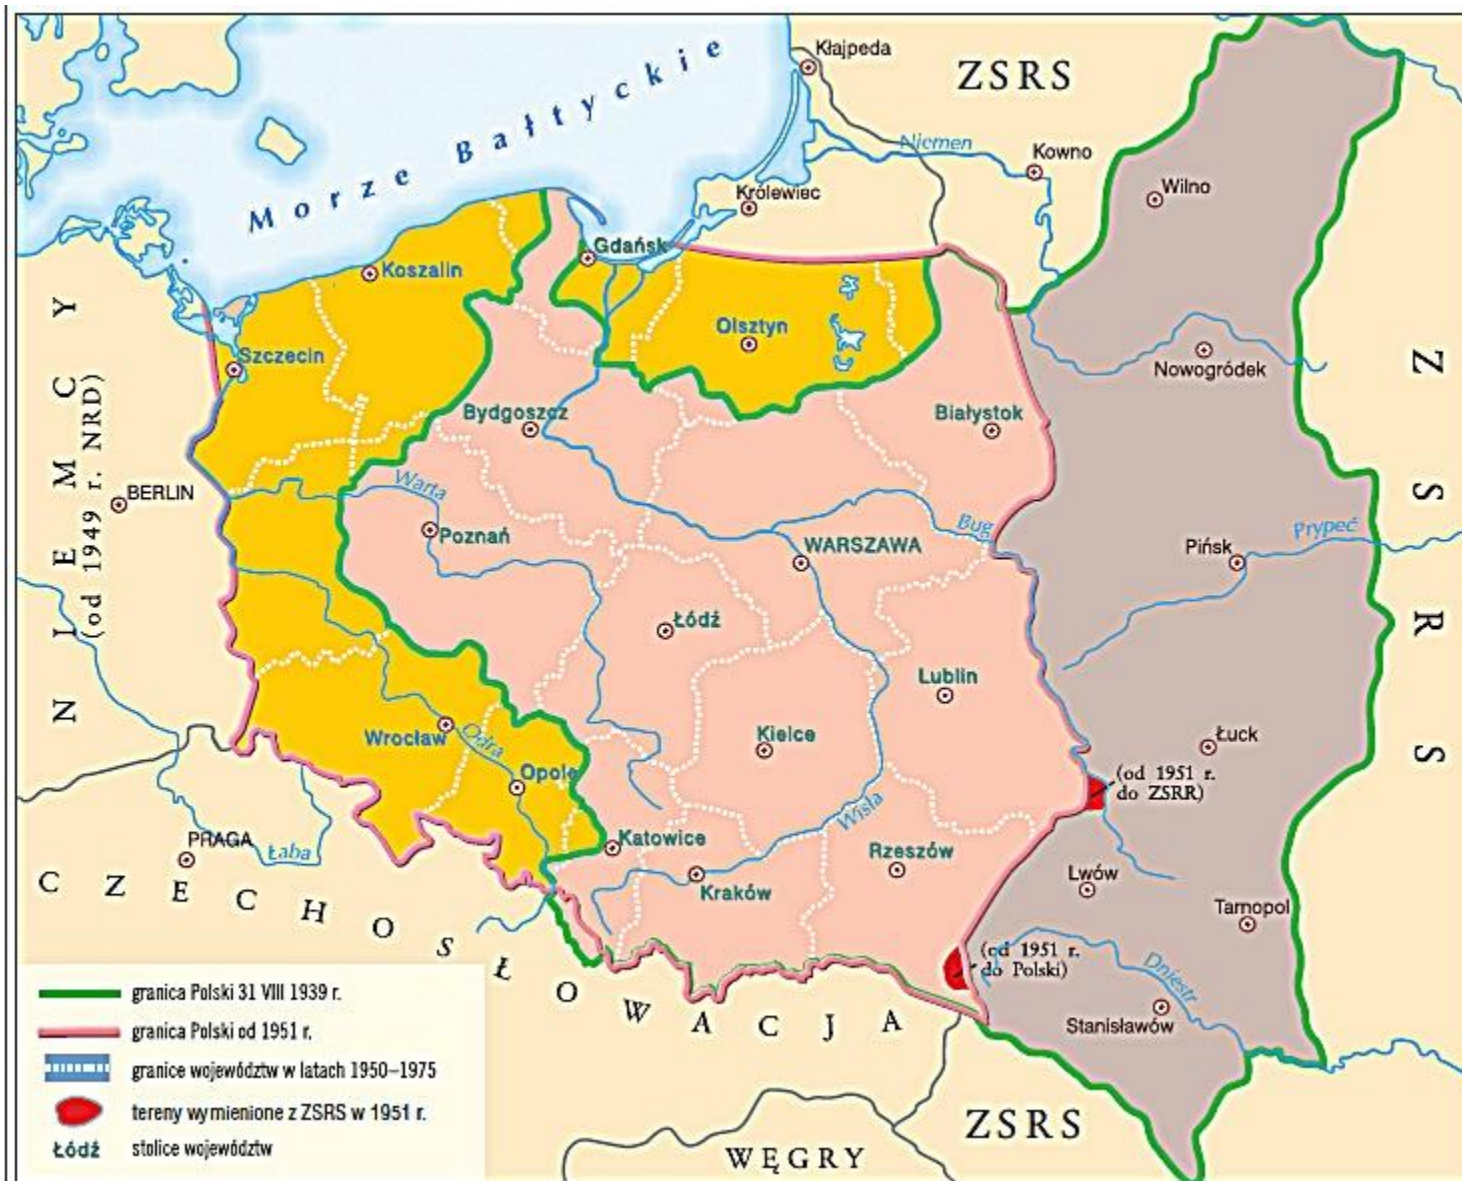 Morze Bałtyckie
Kłajpeda
ZSRS
Niemen
Kowno
Wilno
Królewiec
Gdańsk
Koszalin
Olsztyn
Szczecin
Nowogródek
Bydgoszcz
Białystok
NIEMCY
(od 1949 r. NRD)
BERLIN
Warta
Poznań
WARSZAWA
Bug
Pińsk
Prypeć
ZSRS
Łódź
Lublin
Wrocław
Odra
Kielce
Łuck
Opole
(od 1951 r.
do ZSRR)
Wisła
PRAGA
Łaba
Katowice
Kraków
Rzeszów
Lwów
Tarnopol
CZECHOSŁOWACJA
(od 1951 r.
do Polski)
Dniestr
Stanisławów
ZSRS
WĘGRY
granica Polski 31 VIII 1939 r.
granica Polski od 1951 r.
granice województw w latach 1950–1975
tereny wymienione z ZSRS w 1951 r.
Łódź stolice województw